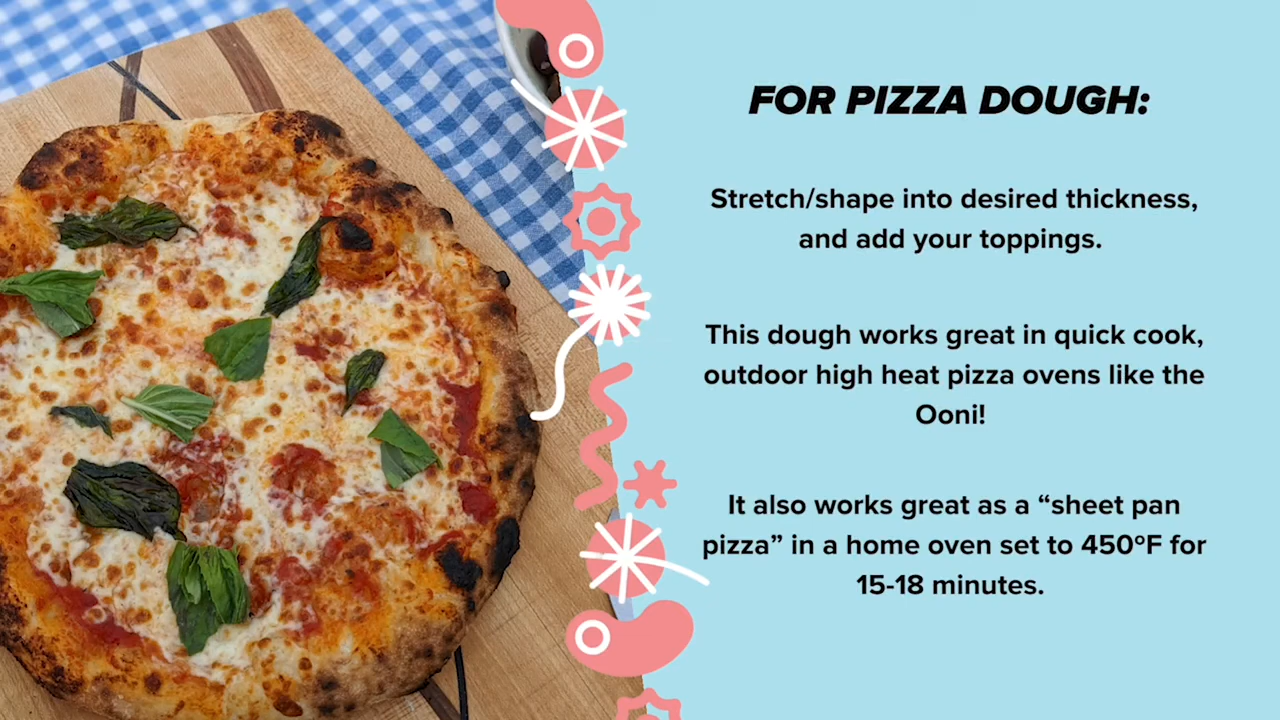 FOR PIZZA DOUGH:
Stretch/shape into desired thickness,
and add your toppings.
This dough works great in quick cook,
outdoor high heat pizza ovens like the
Ooni!
It also works great as a “sheet pan
pizza” in a home oven set to 450ºF for
15-18 minutes.